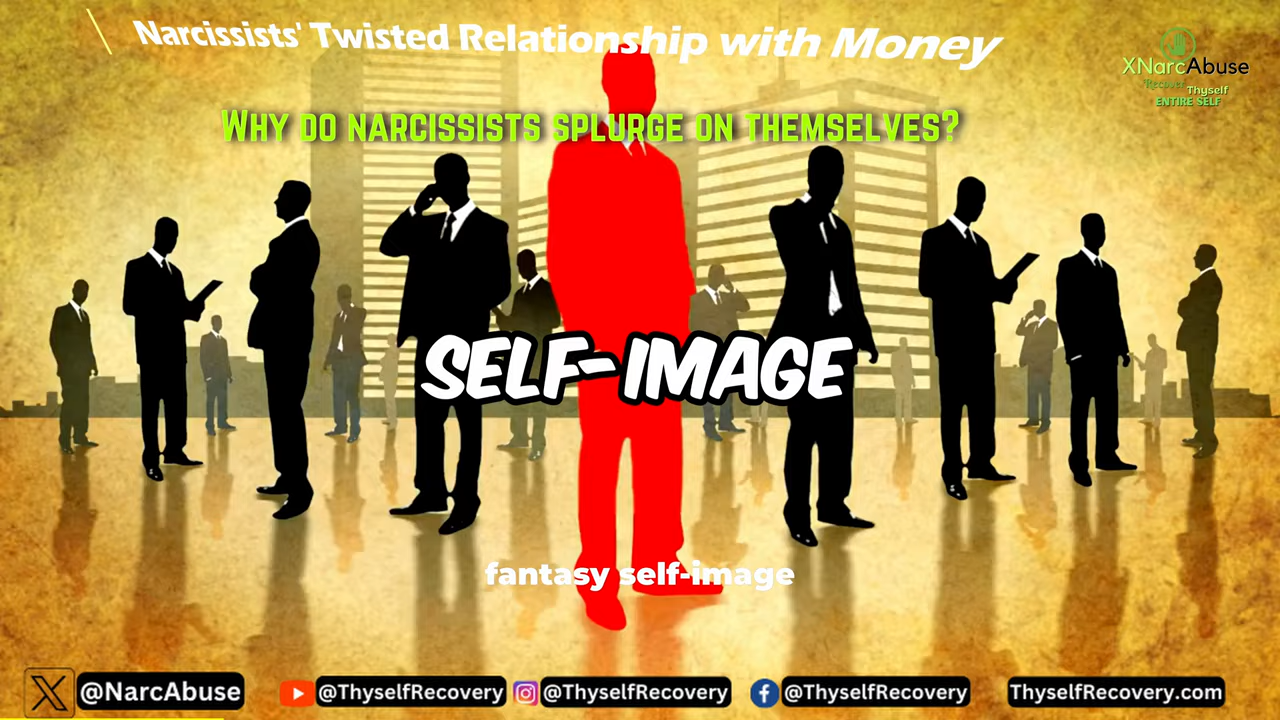 Narcissists' Twisted Relationship with Money
XNarcAbuse
"Recover Thyself
ENTIRE SELF
WHY DO NARCISSISTS SPLURGE ON THEMSELVES?
SELF-IMAGE
fantasy self-image
@NarcAbuse
@ThyselfRecovery
@ThyselfRecovery
@ThyselfRecovery
ThyselfRecovery.com